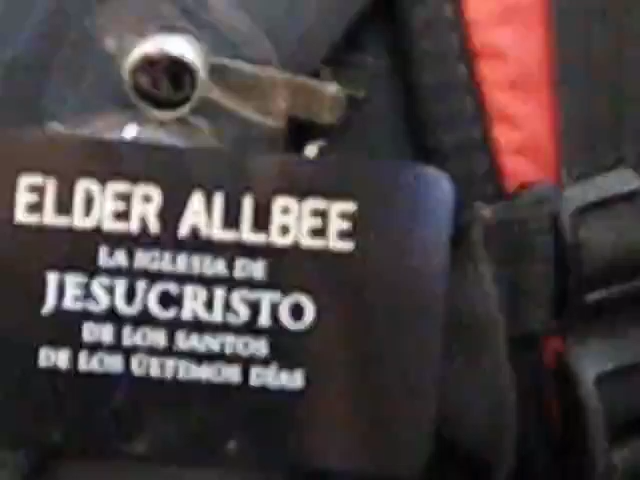 ELDER ALLBEE
LA IGLESIA DE
JESUCRISTO
DE LOS SANTOS
DE LOS ÚLTIMOS DÍAS